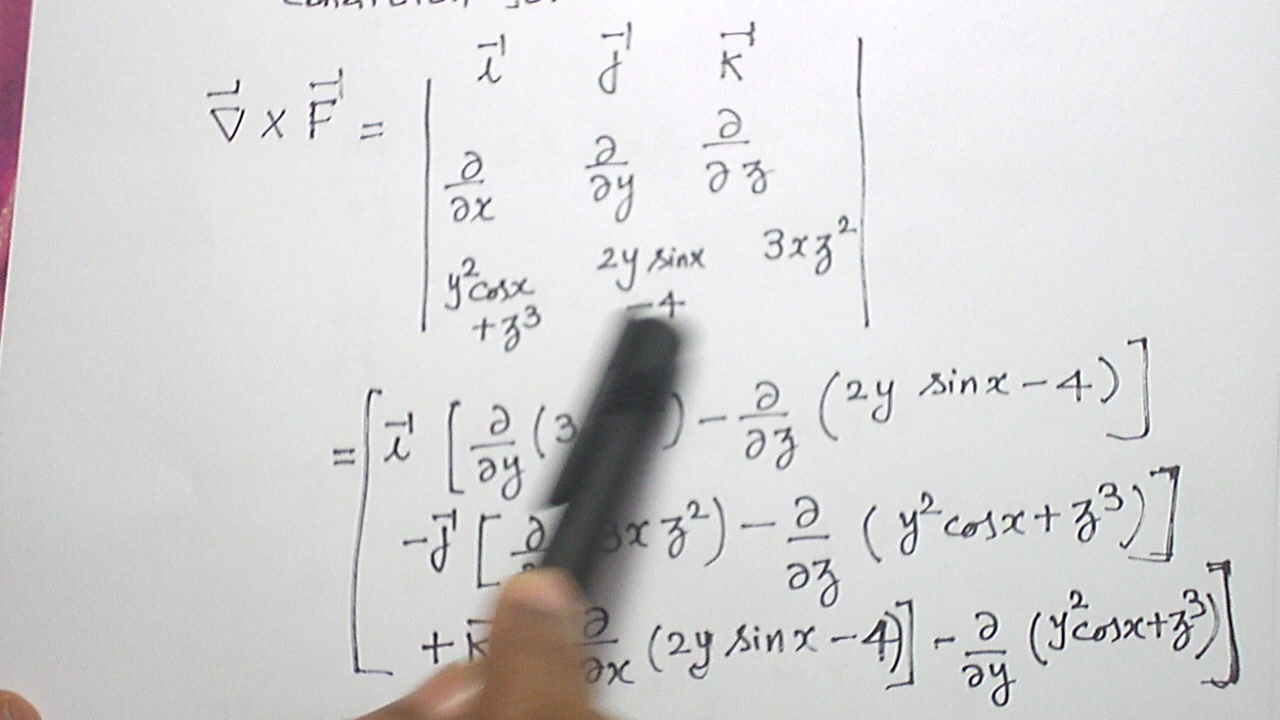 ∇⃗ × F⃗ = | i⃗ j⃗ k⃗ |
| ∂/∂x ∂/∂y ∂/∂z |
| y²cosx + z³ 2y sinx − 4 3xz² |
= [ i⃗ [ ∂/∂y (3 ) − ∂/∂z (2y sinx − 4) ]
− j⃗ [ ∂ 3xz²) − ∂/∂z (y²cosx + z³) ]
+ k⃗ ∂/∂x (2y sinx − 4) ] − ∂/∂y (y²cosx + z³) ]